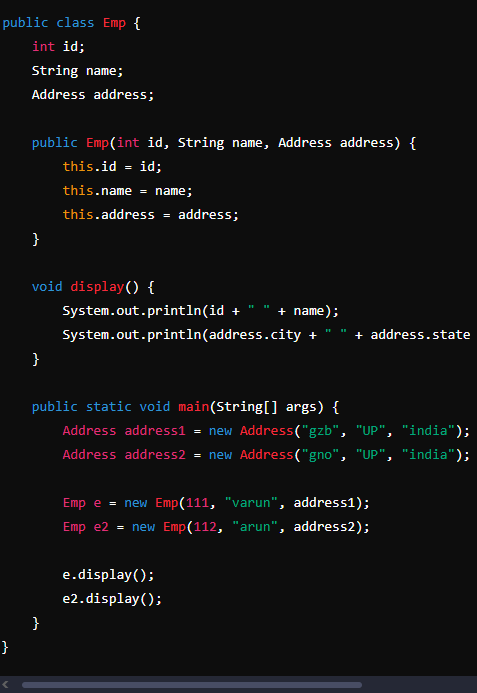 public class Emp {
    int id;
    String name;
    Address address;

    public Emp(int id, String name, Address address) {
        this.id = id;
        this.name = name;
        this.address = address;
    }

    void display() {
        System.out.println(id + " " + name);
        System.out.println(address.city + " " + address.state
    }

    public static void main(String[] args) {
        Address address1 = new Address("gzb", "UP", "india");
        Address address2 = new Address("gno", "UP", "india");

        Emp e = new Emp(111, "varun", address1);
        Emp e2 = new Emp(112, "arun", address2);

        e.display();
        e2.display();
    }
}